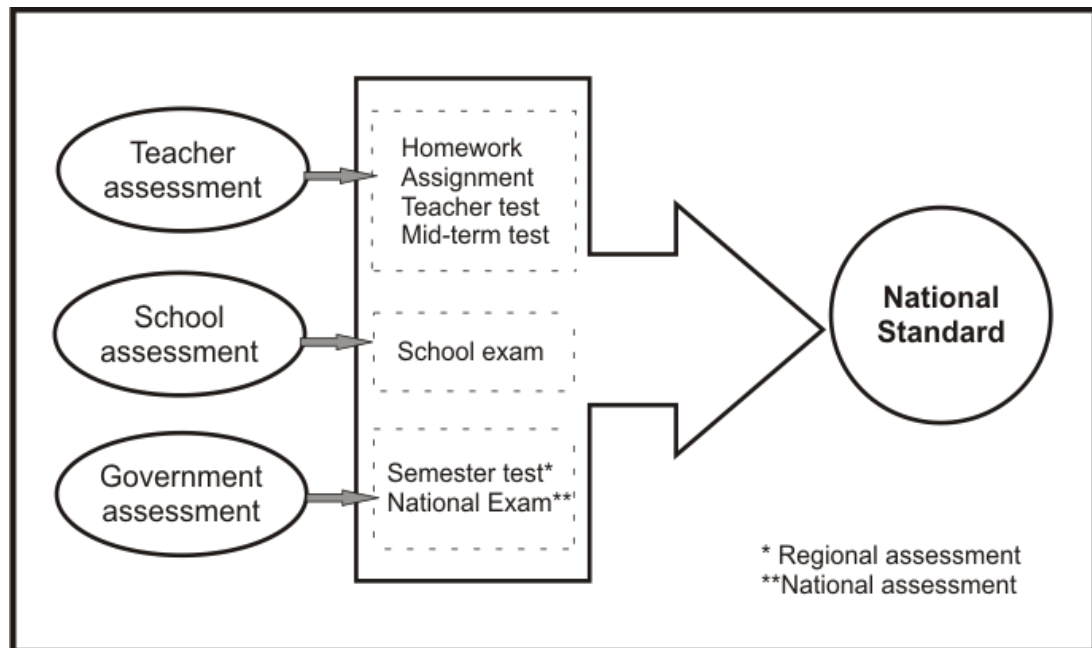 Teacher
assessment
Homework
Assignment
Teacher test
Mid-term test
School
assessment
School exam
Government
assessment
Semester test*
National Exam**
National
Standard
* Regional assessment
**National assessment